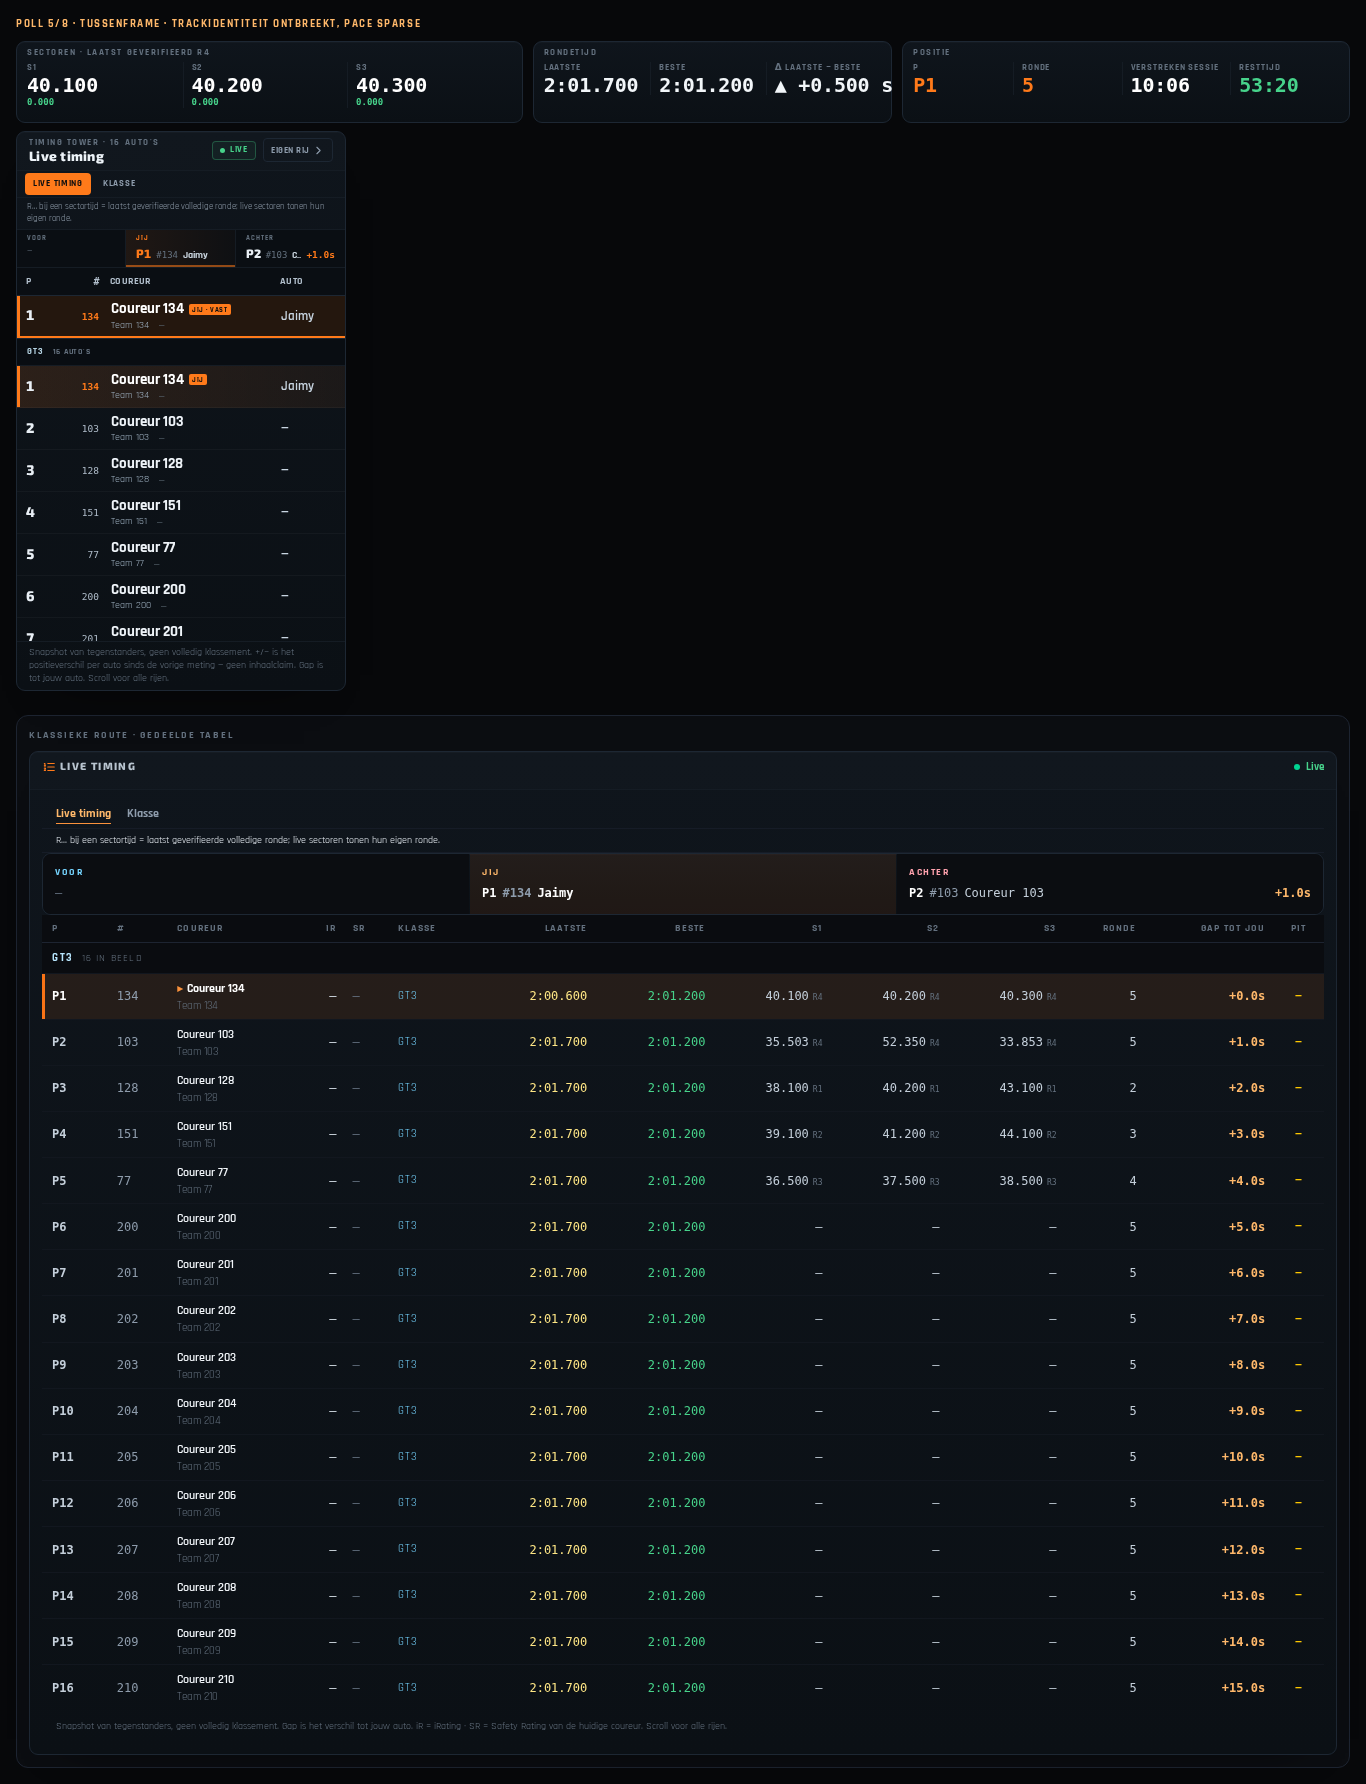 POLL 5/8 · TUSSENFRAME · TRACKIDENTITEIT ONTBREEKT, PACE SPARSE
SECTOREN · LAATST GEVERIFIEERD R4
S1 S2 S3
40.100 40.200 40.300
0.000 0.000 0.000
RONDETIJD
LAATSTE BESTE Δ LAATSTE – BESTE
2:01.700 2:01.200 ▲ +0.500 s
POSITIE
P RONDE VERSTREKEN SESSIE RESTTIJD
P1 5 10:06 53:20
TIMING TOWER · 16 AUTO'S
Live timing
LIVE
EIGEN RIJ >
LIVE TIMING KLASSE
R… bij een sectortijd = laatst geverifieerde volledige ronde; live sectoren tonen hun
eigen ronde.
VOOR JIJ ACHTER
— P1 #134 Jaimy P2 #103 C… +1.0s
P # COUREUR AUTO
1 134 Coureur 134 JIJ · VAST Jaimy
Team 134 —
GT3 16 AUTO'S
1 134 Coureur 134 JIJ Jaimy
Team 134 —
2 103 Coureur 103 —
Team 103 —
3 128 Coureur 128 —
Team 128 —
4 151 Coureur 151 —
Team 151 —
5 77 Coureur 77 —
Team 77 —
6 200 Coureur 200 —
Team 200 —
7 201 Coureur 201 —
Snapshot van tegenstanders, geen volledig klassement. +/− is het
positieverschil per auto sinds de vorige meting – geen inhaalclaim. Gap is
tot jouw auto. Scroll voor alle rijen.
KLASSIEKE ROUTE · GEDEELDE TABEL
LIVE TIMING
Live
Live timing Klasse
R… bij een sectortijd = laatst geverifieerde volledige ronde; live sectoren tonen hun eigen ronde.
VOOR JIJ ACHTER
— P1 #134 Jaimy P2 #103 Coureur 103 +1.0s
P # COUREUR IR SR KLASSE LAATSTE BESTE S1 S2 S3 RONDE GAP TOT JOU PIT
GT3 16 IN BEELD
P1 134 ▸ Coureur 134 — — GT3 2:00.600 2:01.200 40.100 R4 40.200 R4 40.300 R4 5 +0.0s —
Team 134
P2 103 Coureur 103 — — GT3 2:01.700 2:01.200 35.503 R4 52.350 R4 33.853 R4 5 +1.0s —
Team 103
P3 128 Coureur 128 — — GT3 2:01.700 2:01.200 38.100 R1 40.200 R1 43.100 R1 2 +2.0s —
Team 128
P4 151 Coureur 151 — — GT3 2:01.700 2:01.200 39.100 R2 41.200 R2 44.100 R2 3 +3.0s —
Team 151
P5 77 Coureur 77 — — GT3 2:01.700 2:01.200 36.500 R3 37.500 R3 38.500 R3 4 +4.0s —
Team 77
P6 200 Coureur 200 — — GT3 2:01.700 2:01.200 — — — 5 +5.0s —
Team 200
P7 201 Coureur 201 — — GT3 2:01.700 2:01.200 — — — 5 +6.0s —
Team 201
P8 202 Coureur 202 — — GT3 2:01.700 2:01.200 — — — 5 +7.0s —
Team 202
P9 203 Coureur 203 — — GT3 2:01.700 2:01.200 — — — 5 +8.0s —
Team 203
P10 204 Coureur 204 — — GT3 2:01.700 2:01.200 — — — 5 +9.0s —
Team 204
P11 205 Coureur 205 — — GT3 2:01.700 2:01.200 — — — 5 +10.0s —
Team 205
P12 206 Coureur 206 — — GT3 2:01.700 2:01.200 — — — 5 +11.0s —
Team 206
P13 207 Coureur 207 — — GT3 2:01.700 2:01.200 — — — 5 +12.0s —
Team 207
P14 208 Coureur 208 — — GT3 2:01.700 2:01.200 — — — 5 +13.0s —
Team 208
P15 209 Coureur 209 — — GT3 2:01.700 2:01.200 — — — 5 +14.0s —
Team 209
P16 210 Coureur 210 — — GT3 2:01.700 2:01.200 — — — 5 +15.0s —
Team 210
Snapshot van tegenstanders, geen volledig klassement. Gap is het verschil tot jouw auto. iR = iRating · SR = Safety Rating van de huidige coureur. Scroll voor alle rijen.